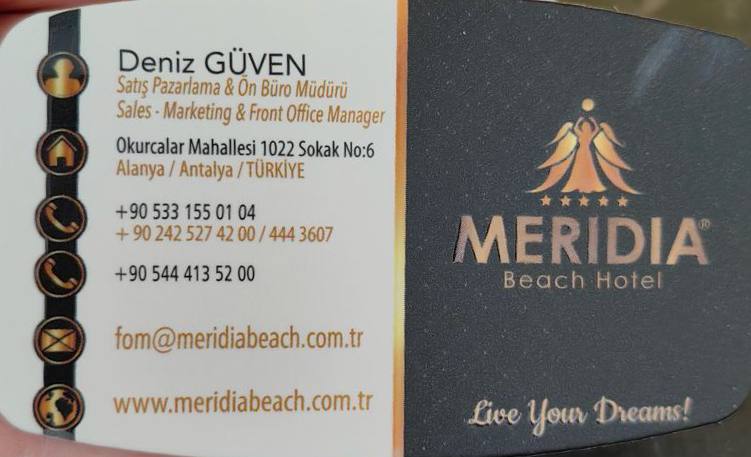 Deniz GÜVEN
Satış Pazarlama & Ön Büro Müdürü
Sales - Marketing & Front Office Manager
Okurcalar Mahallesi 1022 Sokak No:6
Alanya / Antalya / TÜRKİYE
+90 533 155 01 04
+ 90 242 527 42 00 / 444 3607
+90 544 413 52 00
fom@meridiabeach.com.tr
www.meridiabeach.com.tr
MERIDIA®
Beach Hotel
Live Your Dreams!